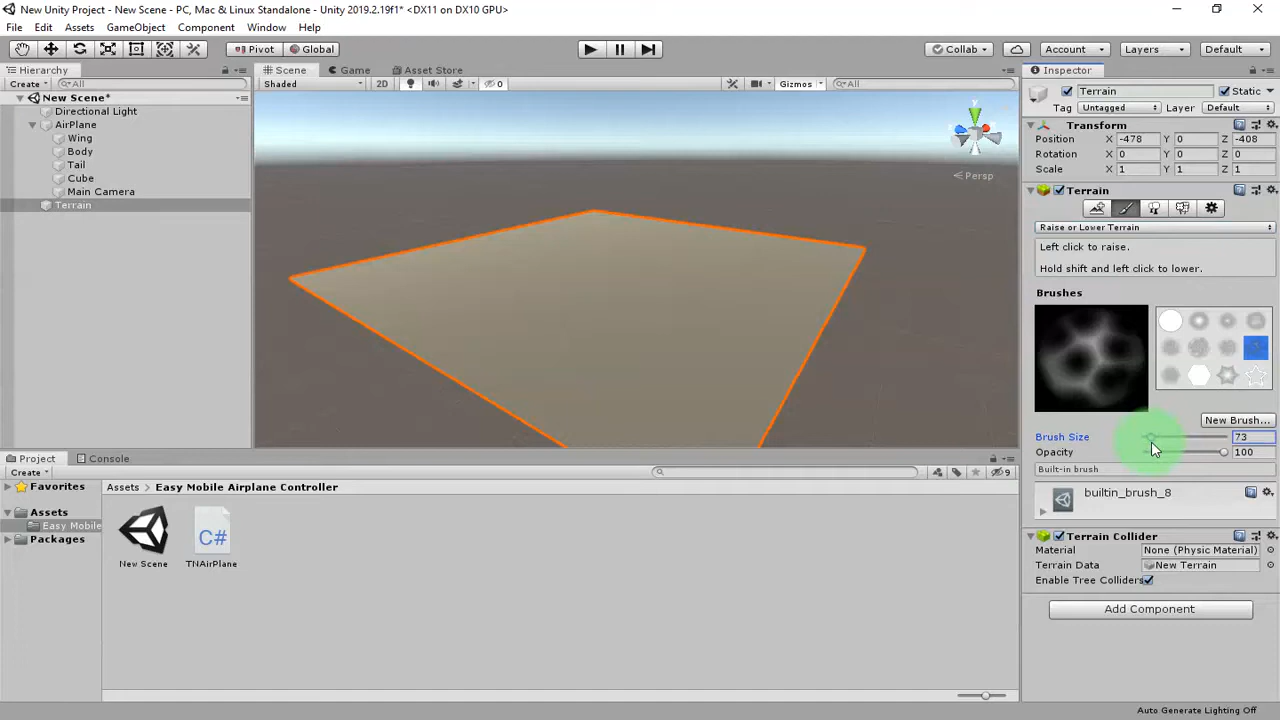 New Unity Project - New Scene - PC, Mac & Linux Standalone - Unity 2019.2.19f1* <DX11 on DX10 GPU>
File Edit Assets GameObject Component Window Help
Pivot Global Collab Account Layers Default
Hierarchy
Create All
New Scene*
Directional Light
AirPlane
Wing
Body
Tail
Cube
Main Camera
Terrain
Scene Game Asset Store
Shaded 2D 0 Gizmos All
y
Persp
Inspector
Terrain Static
Tag Untagged Layer Default
Transform
Position X -478 Y 0 Z -408
Rotation X 0 Y 0 Z 0
Scale X 1 Y 1 Z 1
Terrain
Raise or Lower Terrain
Left click to raise.
Hold shift and left click to lower.
Brushes
New Brush...
Brush Size 73
Opacity 100
Built-in brush
builtin_brush_8
Terrain Collider
Material None (Physic Material)
Terrain Data New Terrain
Enable Tree Colliders
Add Component
Project Console
Create 9
Favorites
Assets
Easy Mobile
Packages
Assets Easy Mobile Airplane Controller
C#
New Scene TNAirPlane
Auto Generate Lighting Off